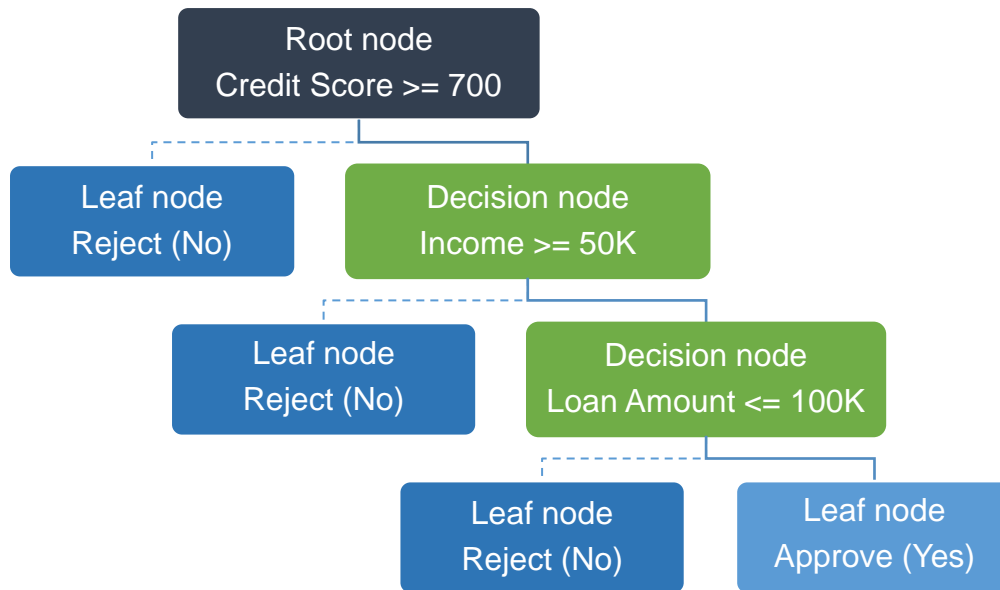 Root node
Credit Score >= 700
Leaf node
Reject (No)
Decision node
Income >= 50K
Leaf node
Reject (No)
Decision node
Loan Amount <= 100K
Leaf node
Reject (No)
Leaf node
Approve (Yes)